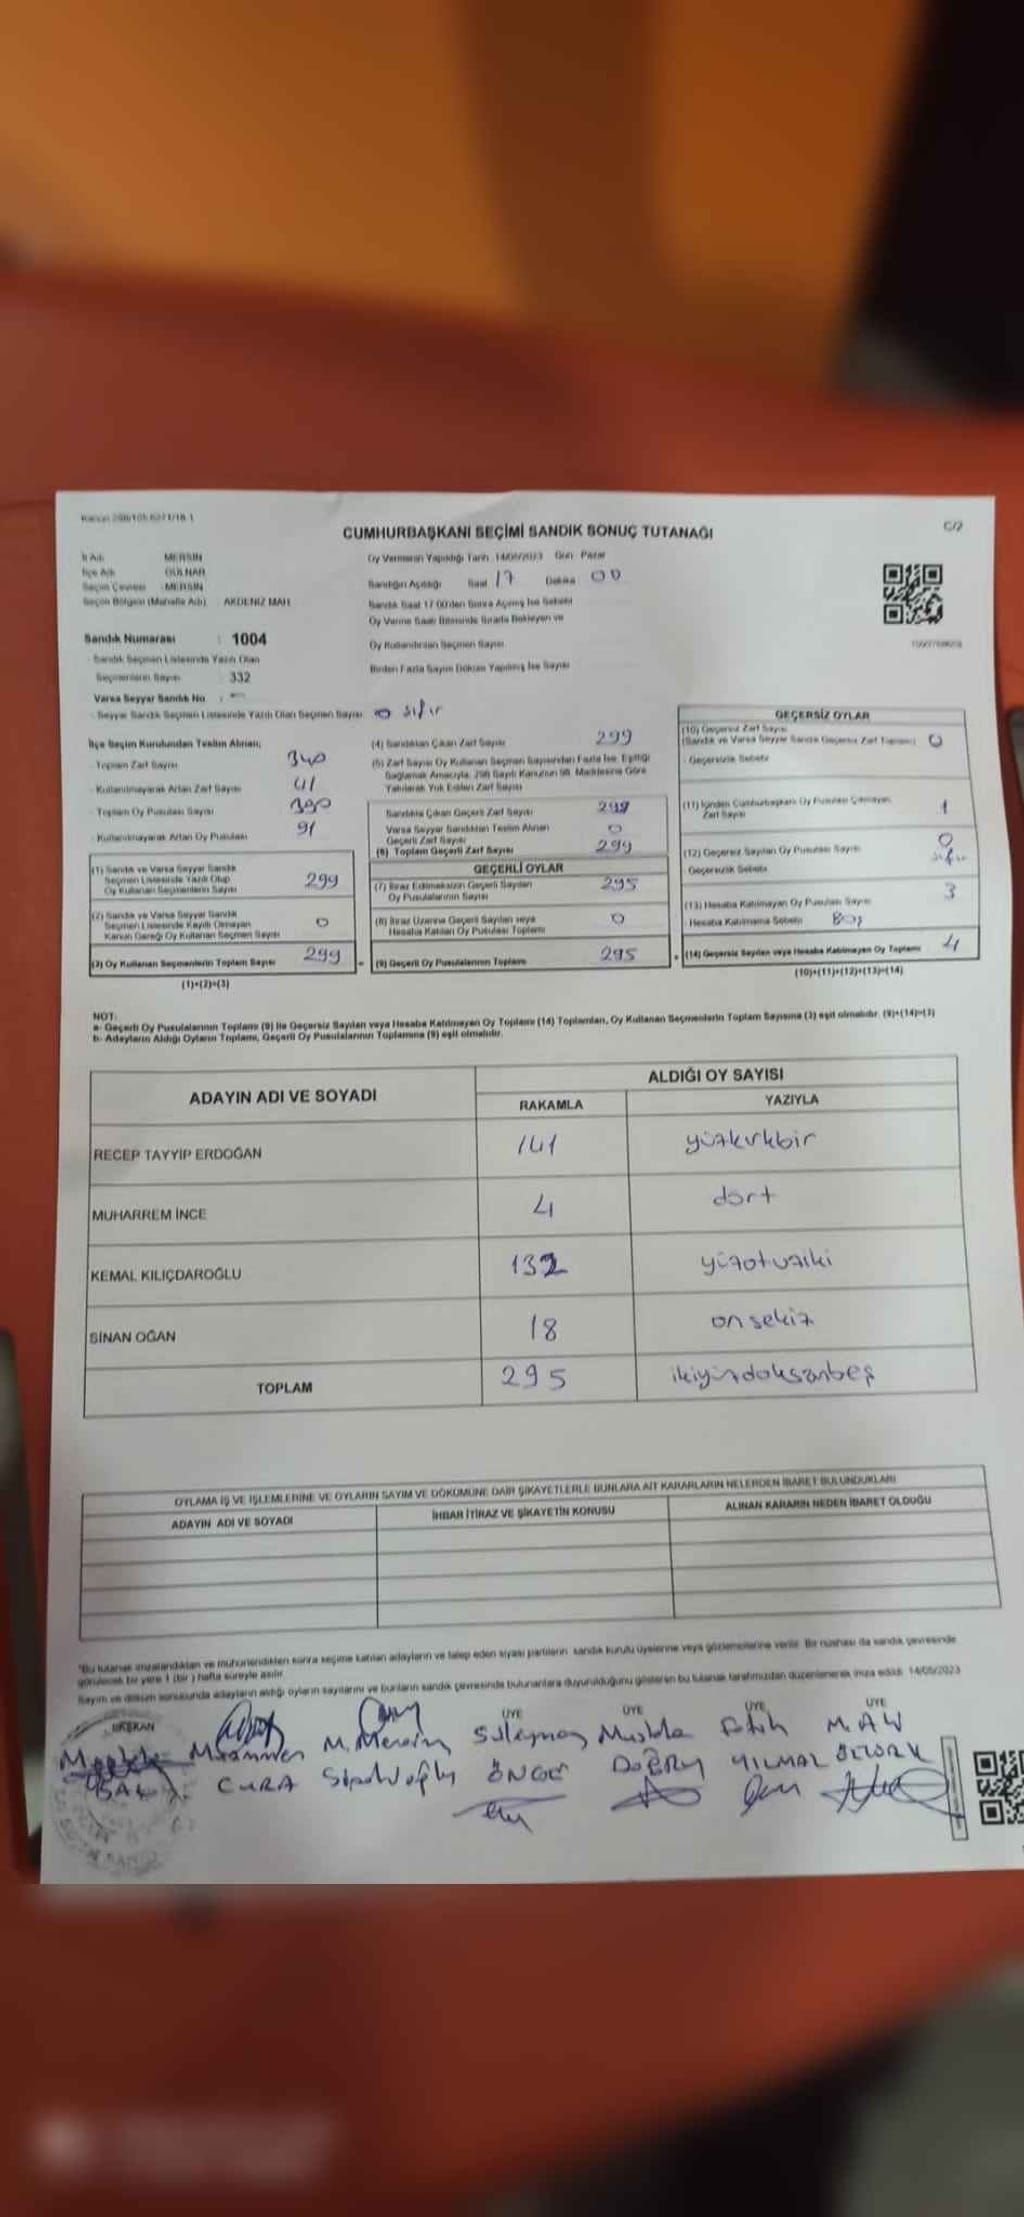 CUMHURBAŞKANI SEÇİMİ SANDIK SONUÇ TUTANAĞI
C/2
İl Adı MERSİN
İlçe Adı GÜLNAR
Seçim Çevresi : MERSİN
Seçim Bölgesi (Mahalle Adı) : AKDENİZ MAH.
Oy Vermenin Yapıldığı Tarih 14/05/2023 Gün Pazar
Sandığın Açıldığı Saat 17 Dakika 00
Sandık Saat 17:00'den Sonra Açılmış İse Sebebi
Oy Verme Saati Bitiminde Sırada Bekleyen ve
Oy Kullandırılan Seçmen Sayısı
Birden Fazla Sayım Döküm Yapılmış İse Sayısı
Sandık Numarası : 1004
Sandık Seçmen Listesinde Yazılı Olan
Seçmenlerin Sayısı : 332
Varsa Seyyar Sandık No : -
- Seyyar Sandık Seçmen Listesinde Yazılı Olan Seçmen Sayısı 0 sıfır
İlçe Seçim Kurulundan Teslim Alınan;
- Toplam Zarf Sayısı 340
- Kullanılmayarak Artan Zarf Sayısı 41
- Toplam Oy Pusulası Sayısı 390
- Kullanılmayarak Artan Oy Pusulası 91
(1) Sandık ve Varsa Seyyar Sandık
Seçmen Listesinde Yazılı Olup
Oy Kullanan Seçmenlerin Sayısı 299
(2) Sandık ve Varsa Seyyar Sandık
Seçmen Listesinde Kayıtlı Olmayan
Kanun Gereği Oy Kullanan Seçmen Sayısı 0
(3) Oy Kullanan Seçmenlerin Toplam Sayısı 299
(1)+(2)=(3)
(4) Sandıktan Çıkan Zarf Sayısı 299
(5) Zarf Sayısı Oy Kullanan Seçmen Sayısından Fazla İse, Eşitliği
Sağlamak Amacıyla, 298 Sayılı Kanunun 98. Maddesine Göre
Yakılarak Yok Edilen Zarf Sayısı
Sandıkta Çıkan Geçerli Zarf Sayısı 299
Varsa Seyyar Sandıktan Teslim Alınan
Geçerli Zarf Sayısı 0
(6) Toplam Geçerli Zarf Sayısı 299
GEÇERLİ OYLAR
(7) İtiraz Edilmeksizin Geçerli Sayılan
Oy Pusulalarının Sayısı 295
(8) İtiraz Üzerine Geçerli Sayılan veya
Hesaba Katılan Oy Pusulası Toplamı 0
(9) Geçerli Oy Pusulalarının Toplamı 295
GEÇERSİZ OYLAR
(10) Geçersiz Zarf Sayısı
(Sandık ve Varsa Seyyar Sandık Geçersiz Zarf Toplamı) 0
Geçersizlik Sebebi
(11) İçinden Cumhurbaşkanı Oy Pusulası Çıkmayan
Zarf Sayısı 1
(12) Geçersiz Sayılan Oy Pusulası Sayısı 0 sıfır
Geçersizlik Sebebi
(13) Hesaba Katılmayan Oy Pusulası Sayısı 3
Hesaba Katılmama Sebebi Boş
(14) Geçersiz Sayılan veya Hesaba Katılmayan Oy Toplamı 4
(10)+(11)+(12)+(13)=(14)
NOT:
a- Geçerli Oy Pusulalarının Toplamı (9) İle Geçersiz Sayılan veya Hesaba Katılmayan Oy Toplamı (14) Toplamları, Oy Kullanan Seçmenlerin Toplam Sayısına (3) eşit olmalıdır. (9)+(14)=(3)
b- Adayların Aldığı Oyların Toplamı, Geçerli Oy Pusulalarının Toplamına (9) eşit olmalıdır.
ADAYIN ADI VE SOYADI
ALDIĞI OY SAYISI
RAKAMLA YAZIYLA
RECEP TAYYİP ERDOĞAN 141 yüzkırkbir
MUHARREM İNCE 4 dört
KEMAL KILIÇDAROĞLU 132 yüzotuziki
SİNAN OĞAN 18 onsekiz
TOPLAM 295 ikiyüzdoksanbeş
OYLAMA İŞ VE İŞLEMLERİNE VE OYLARIN SAYIM VE DÖKÜMÜNE DAİR ŞİKAYETLERLE BUNLARA AİT KARARLARIN NELERDEN İBARET BULUNDUKLARI
ADAYIN ADI VE SOYADI İHBAR İTİRAZ VE ŞİKAYETİN KONUSU ALINAN KARARIN NEDEN İBARET OLDUĞU
"Bu tutanak imzalandıktan ve mühürlendikten sonra seçime katılan adayların ve talep eden siyasi partilerin sandık kurulu üyelerine veya gözlemcilerine verilir. Bir nüshası da sandık çevresinde
görülecek bir yere 1 (bir) hafta süreyle asılır.
Sayım ve döküm sonucunda adayların aldığı oyların sayılarını ve bunların sandık çevresinde bulunanlara duyurulduğunu gösteren bu tutanak tarafımızdan düzenlenerek imza edildi. 14/05/2023
BAŞKAN ÜYE ÜYE ÜYE ÜYE
M. Mersin Süleyman Fatih
CURA ÖNGE YILMAZ